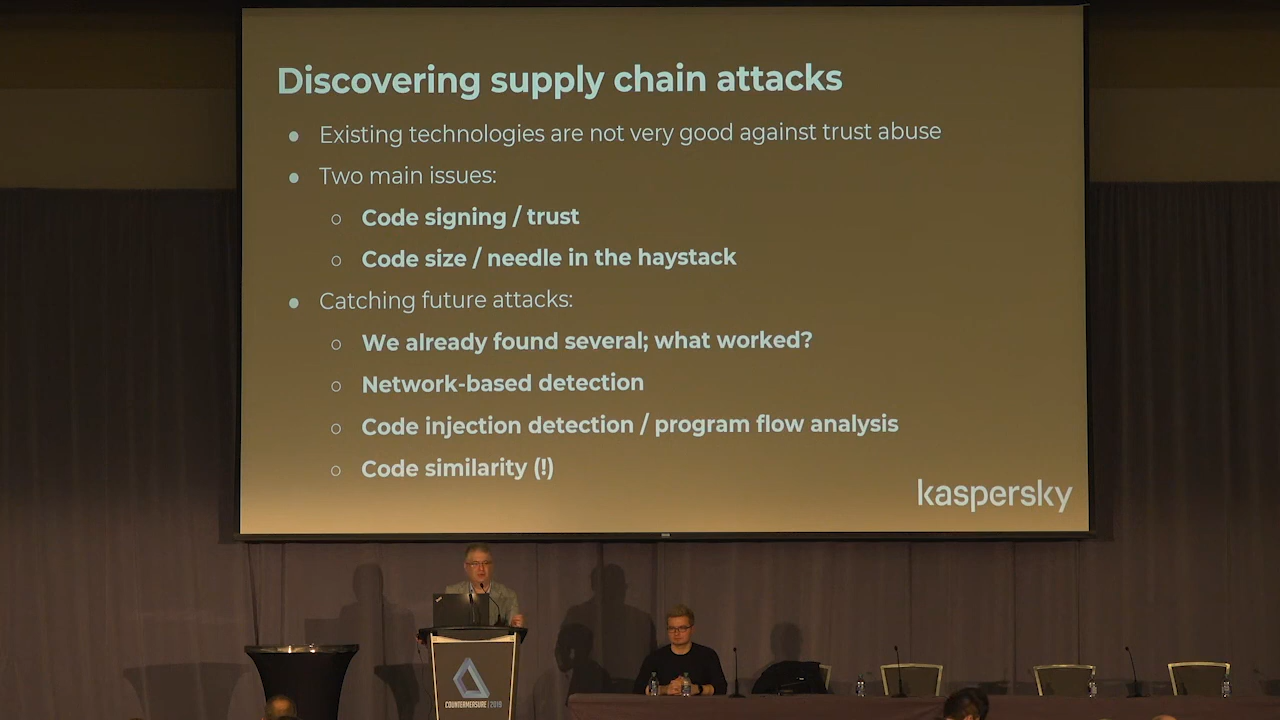 Discovering supply chain attacks
● Existing technologies are not very good against trust abuse
● Two main issues:
○ Code signing / trust
○ Code size / needle in the haystack
● Catching future attacks:
○ We already found several; what worked?
○ Network-based detection
○ Code injection detection / program flow analysis
○ Code similarity (!)
kaspersky
COUNTERMEASURE | 2019